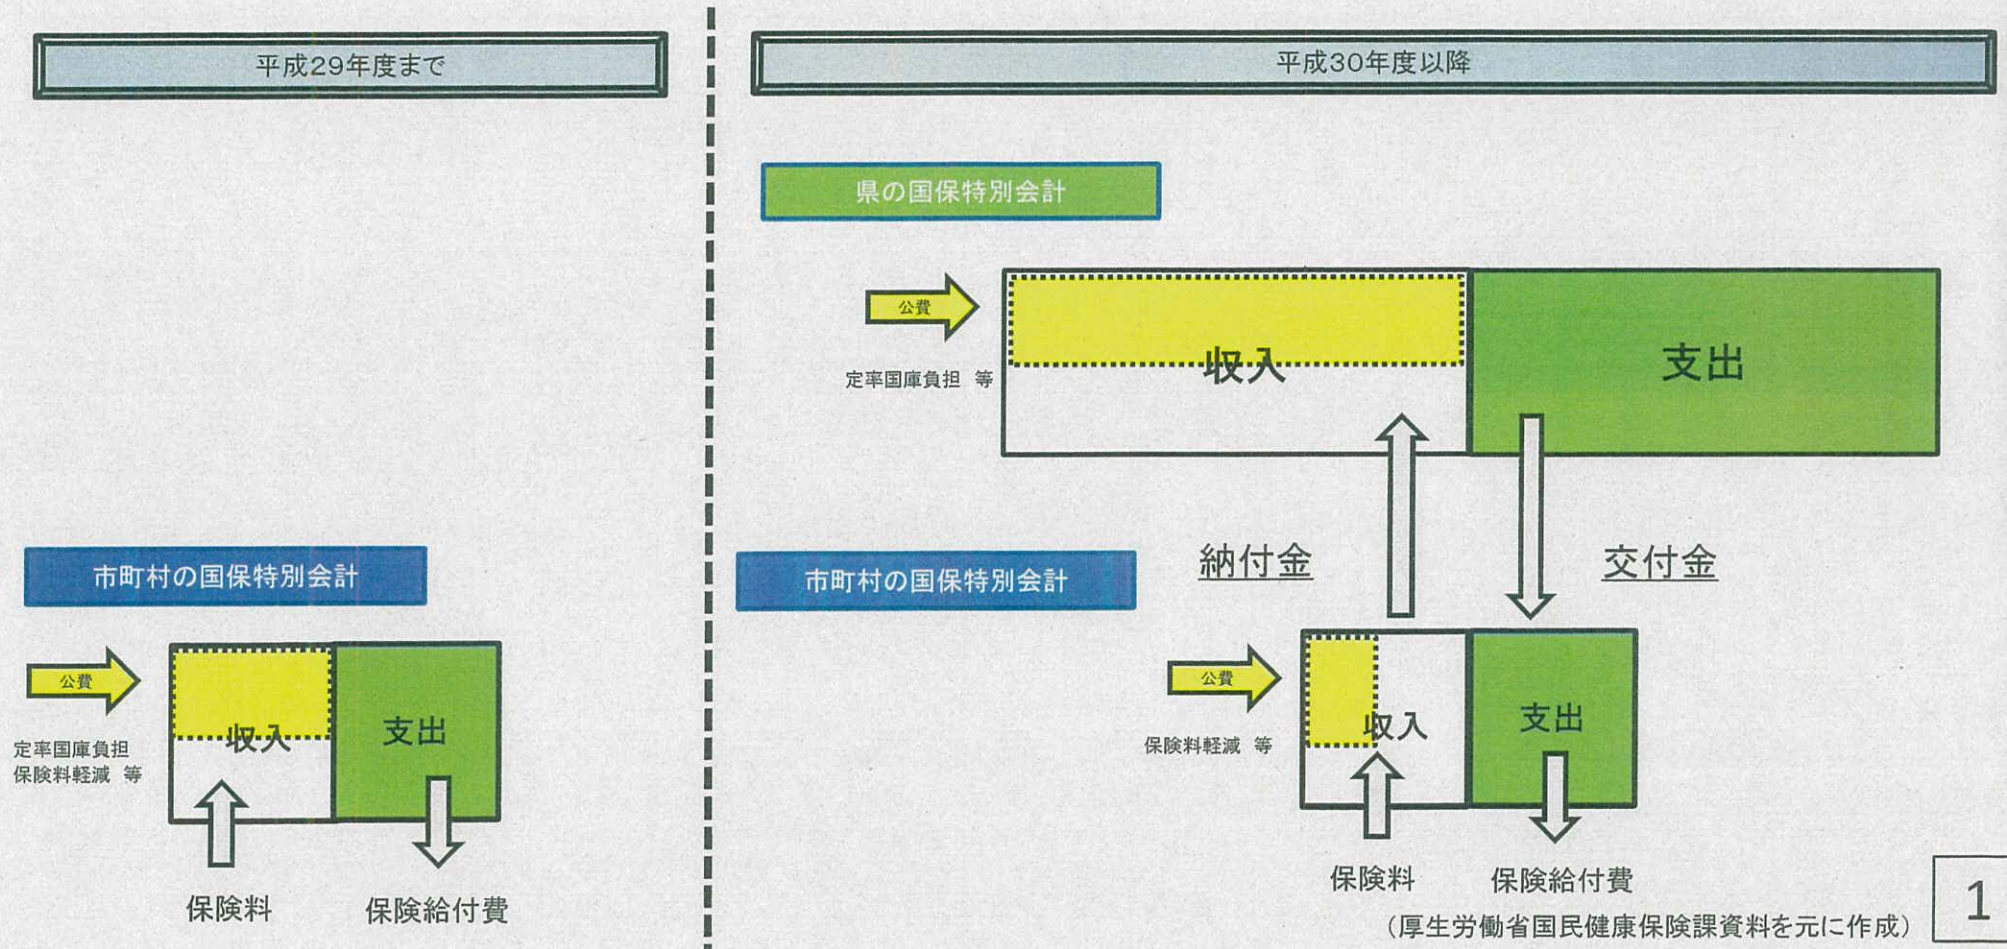 平成29年度まで
市町村の国保特別会計
公費
定率国庫負担
保険料軽減 等
収入
支出
保険料
保険給付費
平成30年度以降
県の国保特別会計
公費
定率国庫負担 等
収入
支出
納付金
交付金
市町村の国保特別会計
公費
保険料軽減 等
収入
支出
保険料
保険給付費
(厚生労働省国民健康保険課資料を元に作成)
1